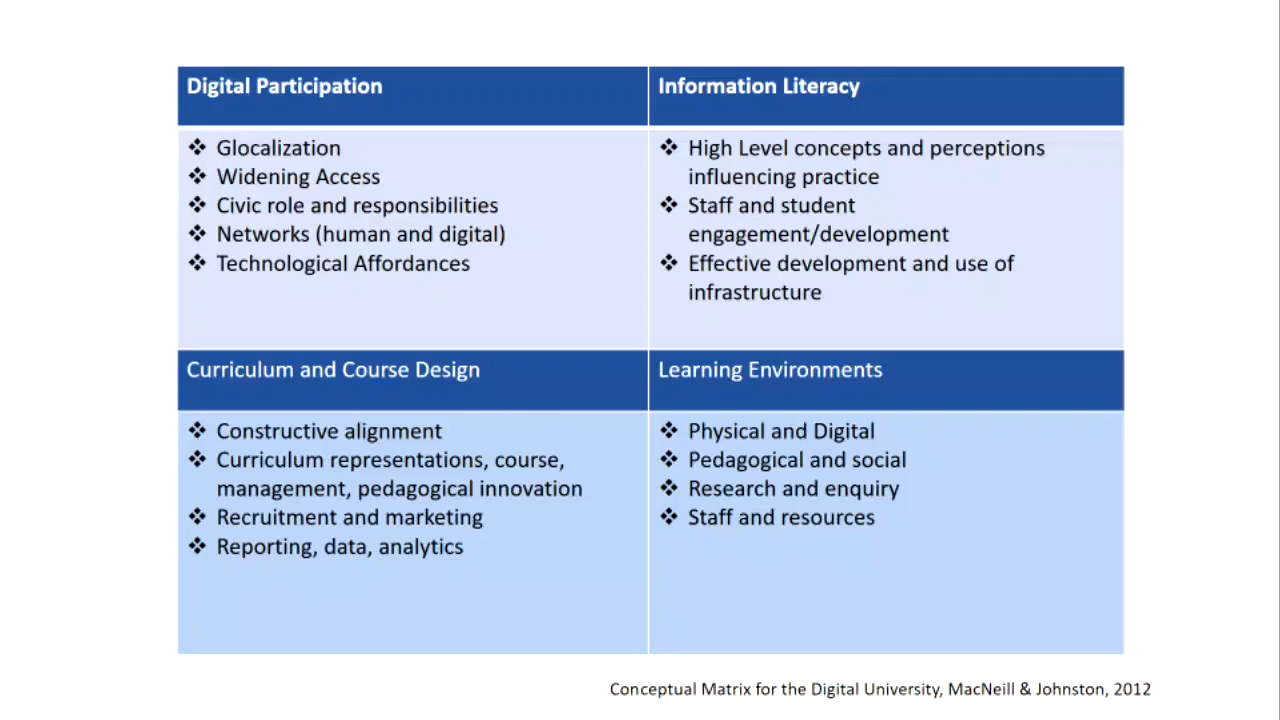 Digital Participation
Information Literacy
❖ Glocalization
❖ Widening Access
❖ Civic role and responsibilities
❖ Networks (human and digital)
❖ Technological Affordances
❖ High Level concepts and perceptions
influencing practice
❖ Staff and student
engagement/development
❖ Effective development and use of
infrastructure
Curriculum and Course Design
Learning Environments
❖ Constructive alignment
❖ Curriculum representations, course,
management, pedagogical innovation
❖ Recruitment and marketing
❖ Reporting, data, analytics
❖ Physical and Digital
❖ Pedagogical and social
❖ Research and enquiry
❖ Staff and resources
Conceptual Matrix for the Digital University, MacNeill & Johnston, 2012